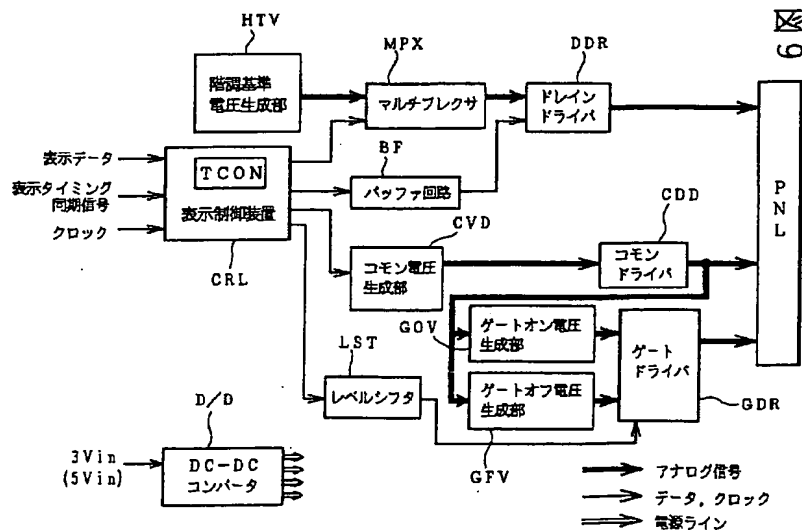 図9
HTV
階調基準
電圧生成部
MPX
マルチプレクサ
DDR
ドレイン
ドライバ
PNL
表示データ
表示タイミング
同期信号
クロック
TCON
表示制御装置
CRL
BF
バッファ回路
CVD
コモン電圧
生成部
CDD
コモン
ドライバ
GOV
ゲートオン電圧
生成部
ゲートオフ電圧
生成部
GFV
ゲート
ドライバ
GDR
LST
レベルシフタ
D/D
3Vin
(5Vin)
DC-DC
コンバータ
アナログ信号
データ,クロック
電源ライン